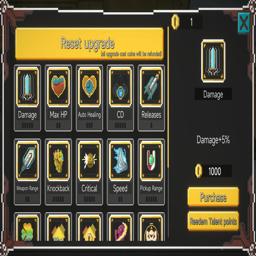 1
Reset upgrade
(all upgrade cost coins will be refunded)
Damage
Max HP
Auto Healing
CD
Releases
Weapon Range
Knockback
Critical
Speed
Pickup Range
Damage
Damage+5%
1000
Purchase
Redeem Talent points